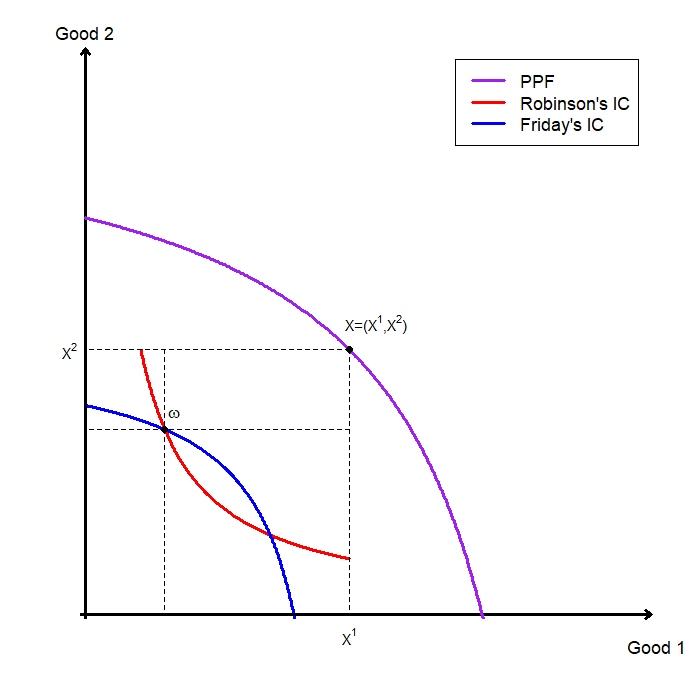 Good 2
PPF
Robinson's IC
Friday's IC
X=(X¹,X²)
X²
ω
X¹
Good 1